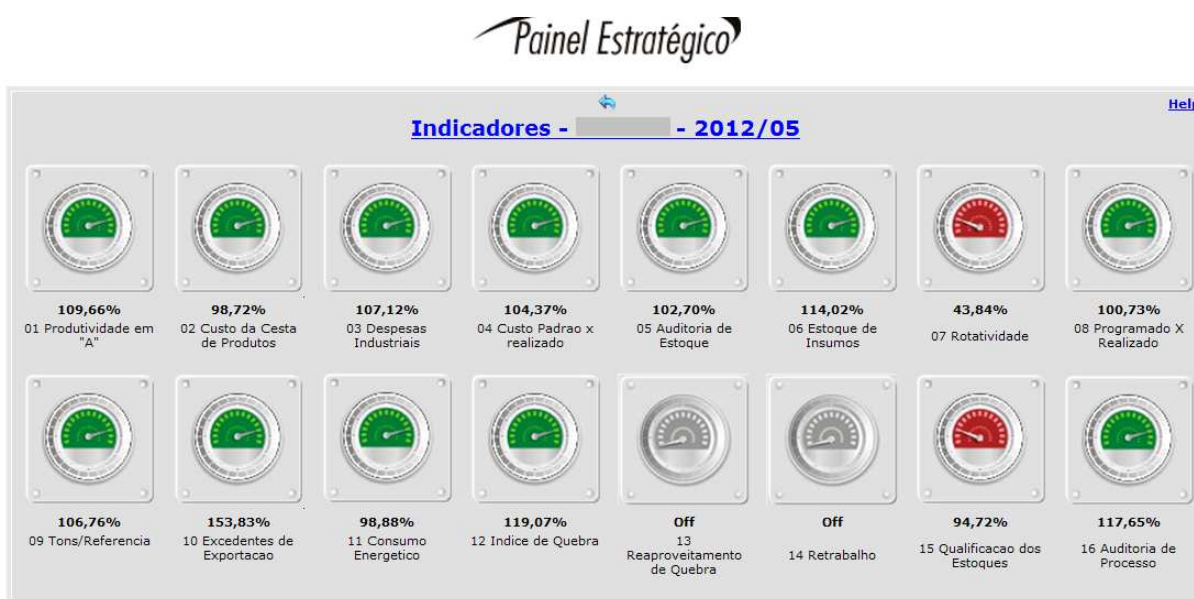 Painel Estratégico
Help
Indicadores - - 2012/05
109,66%
01 Produtividade em
"A"
98,72%
02 Custo da Cesta
de Produtos
107,12%
03 Despesas
Industriais
104,37%
04 Custo Padrao x
realizado
102,70%
05 Auditoria de
Estoque
114,02%
06 Estoque de
Insumos
43,84%
07 Rotatividade
100,73%
08 Programado X
Realizado
106,76%
09 Tons/Referencia
153,83%
10 Excedentes de
Exportacao
98,88%
11 Consumo
Energetico
119,07%
12 Indice de Quebra
Off
13
Reaproveitamento
de Quebra
Off
14 Retrabalho
94,72%
15 Qualificacao dos
Estoques
117,65%
16 Auditoria de
Processo